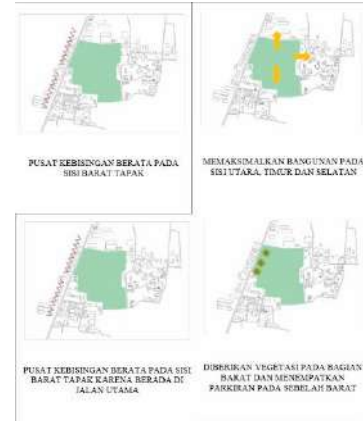 PUSAT KEBISINGAN BERATA PADA
SISI BARAT TAPAK
MEMAKSIMALKAN BANGUNAN PADA
SISI UTARA, TIMUR DAN SELATAN
PUSAT KEBISINGAN BERATA PADA SISI
BARAT TAPAK KARENA BERADA DI
JALAN UTAMA
DIBERIKAN VEGETASI PADA BAGIAN
BARAT DAN MENEMPATKAN
PARKIRAN PADA SEBELAH BARAT